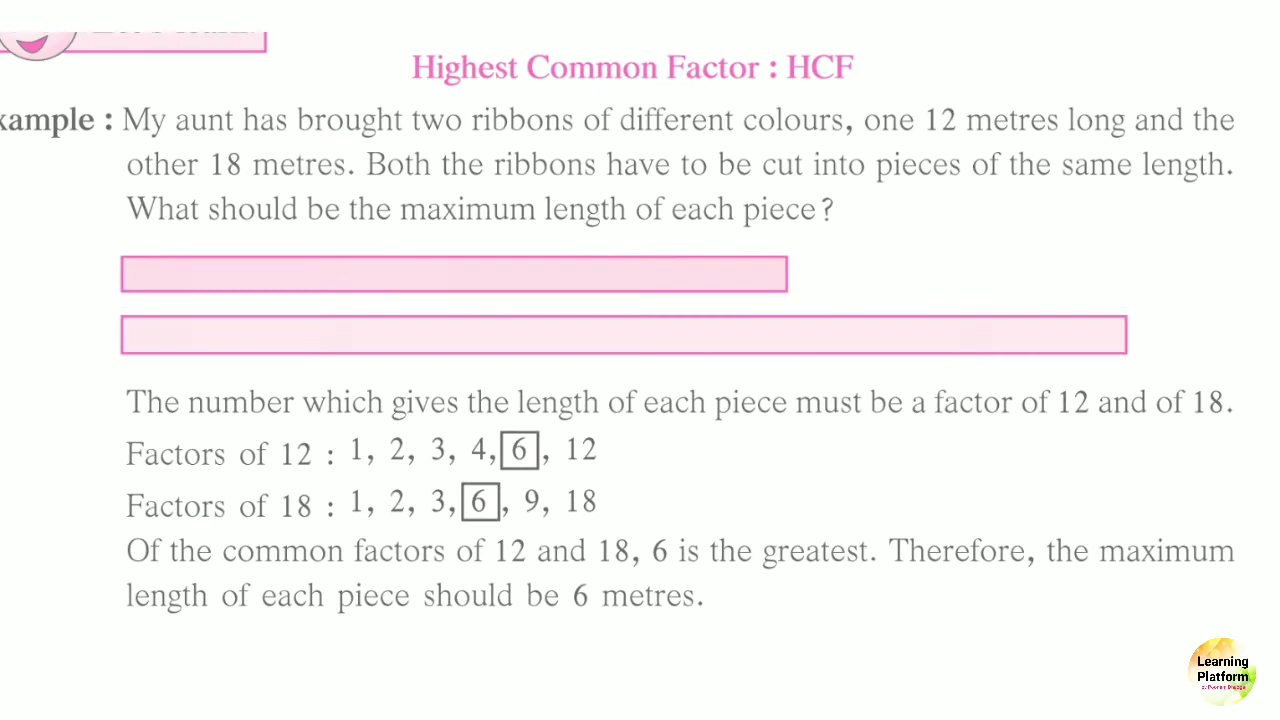 Highest Common Factor : HCF
xample : My aunt has brought two ribbons of different colours, one 12 metres long and the
other 18 metres. Both the ribbons have to be cut into pieces of the same length.
What should be the maximum length of each piece?
The number which gives the length of each piece must be a factor of 12 and of 18.
Factors of 12 : 1, 2, 3, 4, 6, 12
Factors of 18 : 1, 2, 3, 6, 9, 18
Of the common factors of 12 and 18, 6 is the greatest. Therefore, the maximum
length of each piece should be 6 metres.
Learning
Platform